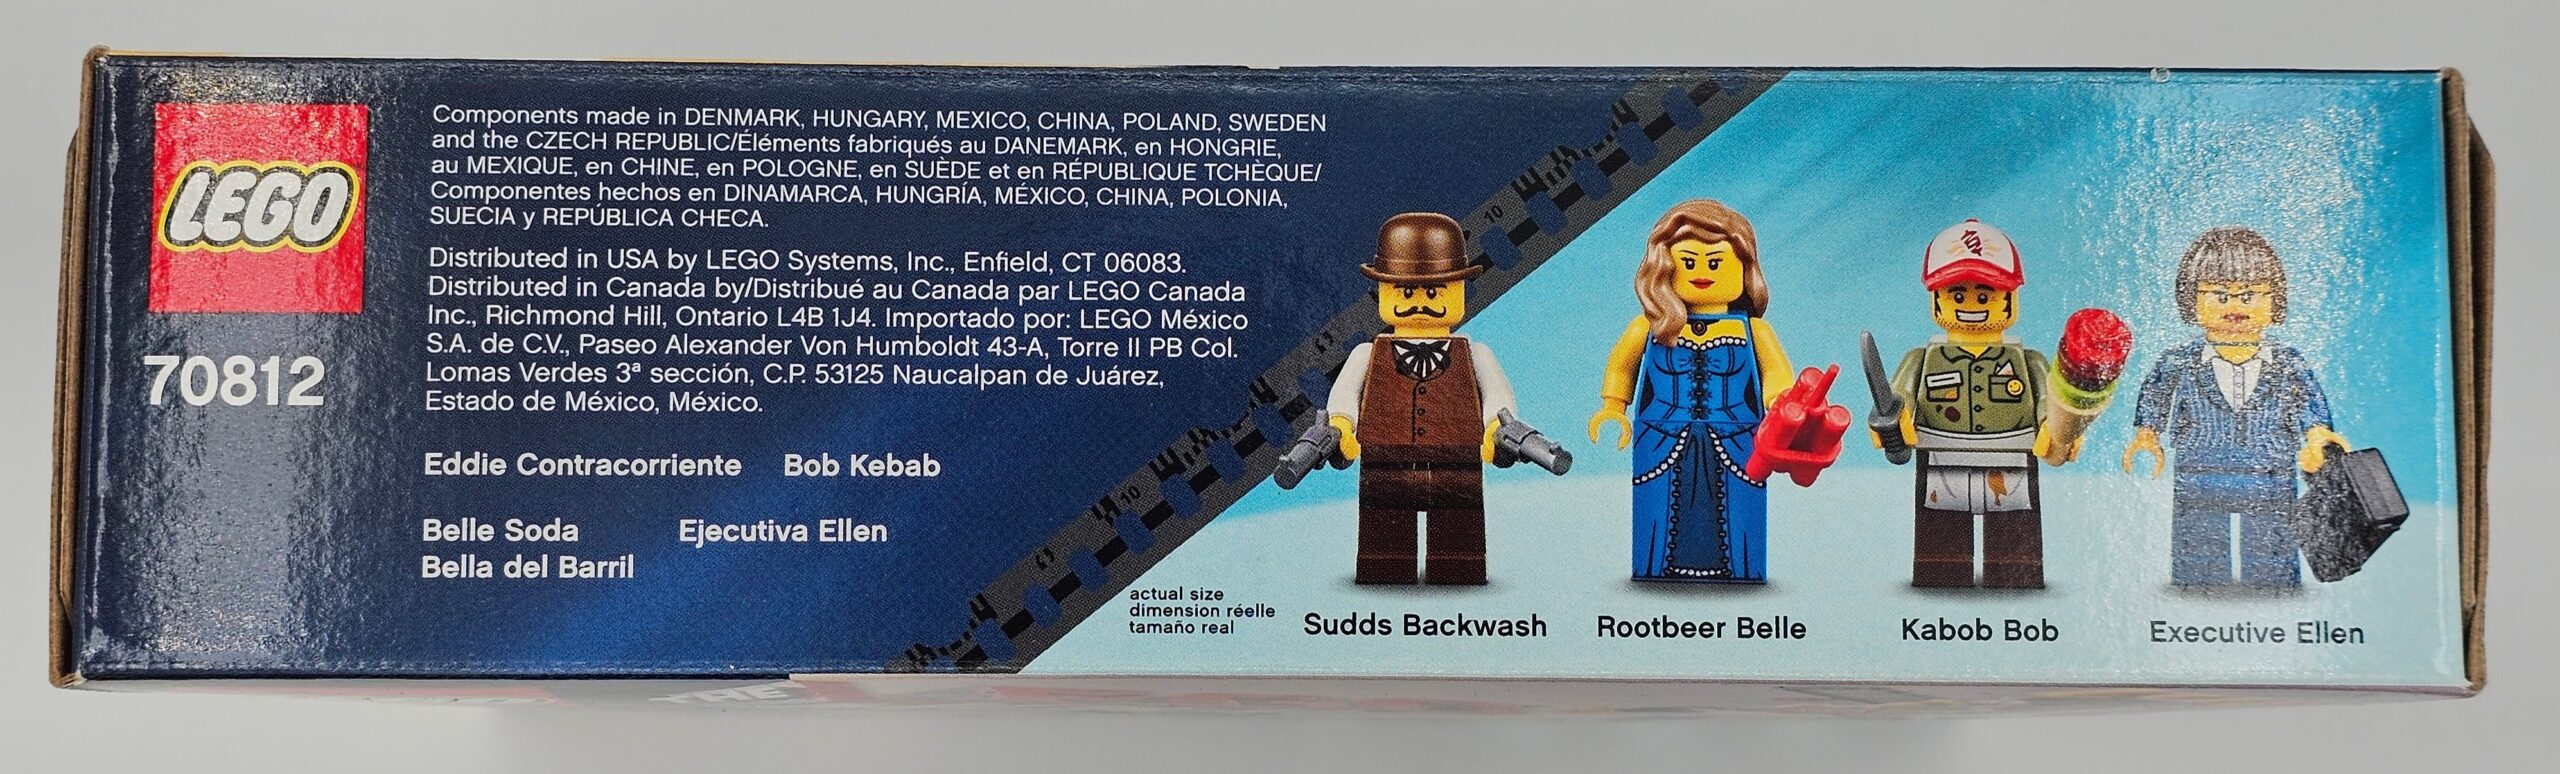 LEGO
70812
Components made in DENMARK, HUNGARY, MEXICO, CHINA, POLAND, SWEDEN
and the CZECH REPUBLIC/Éléments fabriqués au DANEMARK, en HONGRIE,
au MEXIQUE, en CHINE, en POLOGNE, en SUÈDE et en RÉPUBLIQUE TCHÈQUE/
Componentes hechos en DINAMARCA, HUNGRÍA, MÉXICO, CHINA, POLONIA,
SUECIA y REPÚBLICA CHECA.
Distributed in USA by LEGO Systems, Inc., Enfield, CT 06083.
Distributed in Canada by/Distribué au Canada par LEGO Canada
Inc., Richmond Hill, Ontario L4B 1J4. Importado por: LEGO México
S.A. de C.V., Paseo Alexander Von Humboldt 43-A, Torre II PB Col.
Lomas Verdes 3ª sección, C.P. 53125 Naucalpan de Juárez,
Estado de México, México.
Eddie Contracorriente Bob Kebab
Belle Soda Ejecutiva Ellen
Bella del Barril
10
10
actual size
dimension réelle
tamaño real
Sudds Backwash Rootbeer Belle Kabob Bob Executive Ellen
THE